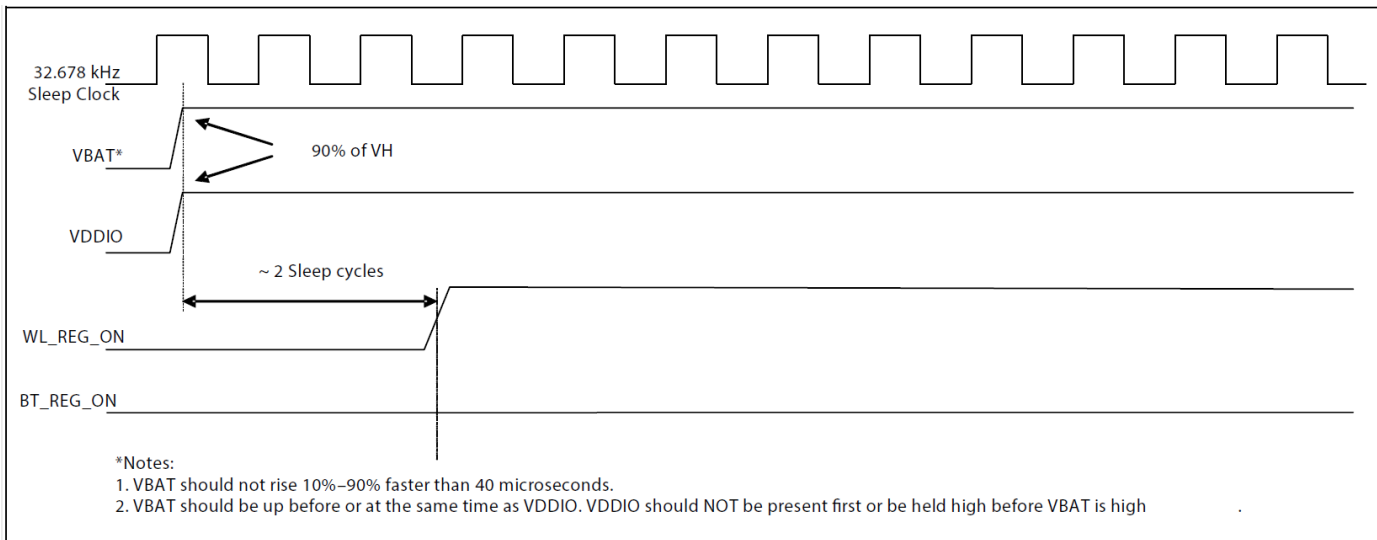 32.678 kHz
Sleep Clock
VBAT*
90% of VH
VDDIO
~ 2 Sleep cycles
WL_REG_ON
BT_REG_ON
*Notes:
1. VBAT should not rise 10%–90% faster than 40 microseconds.
2. VBAT should be up before or at the same time as VDDIO. VDDIO should NOT be present first or be held high before VBAT is high .